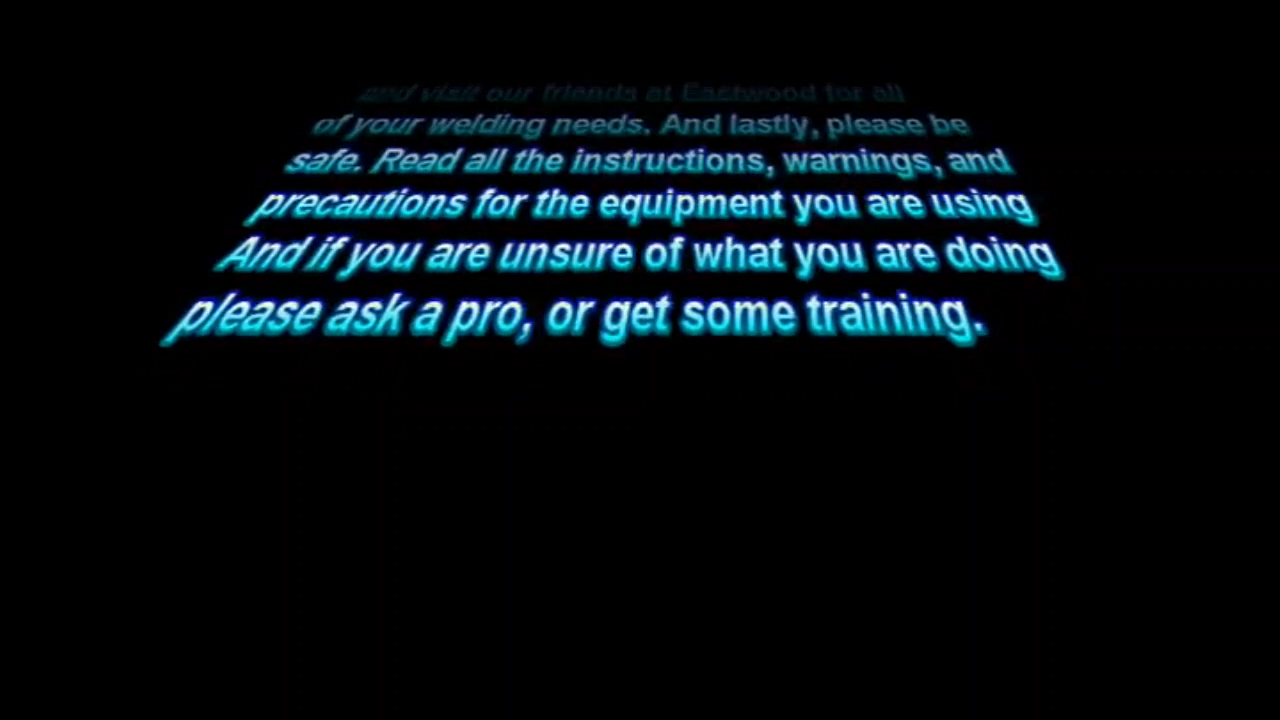 and visit our friends at Eastwood for all
of your welding needs. And lastly, please be
safe. Read all the instructions, warnings, and
precautions for the equipment you are using
And if you are unsure of what you are doing
please ask a pro, or get some training.